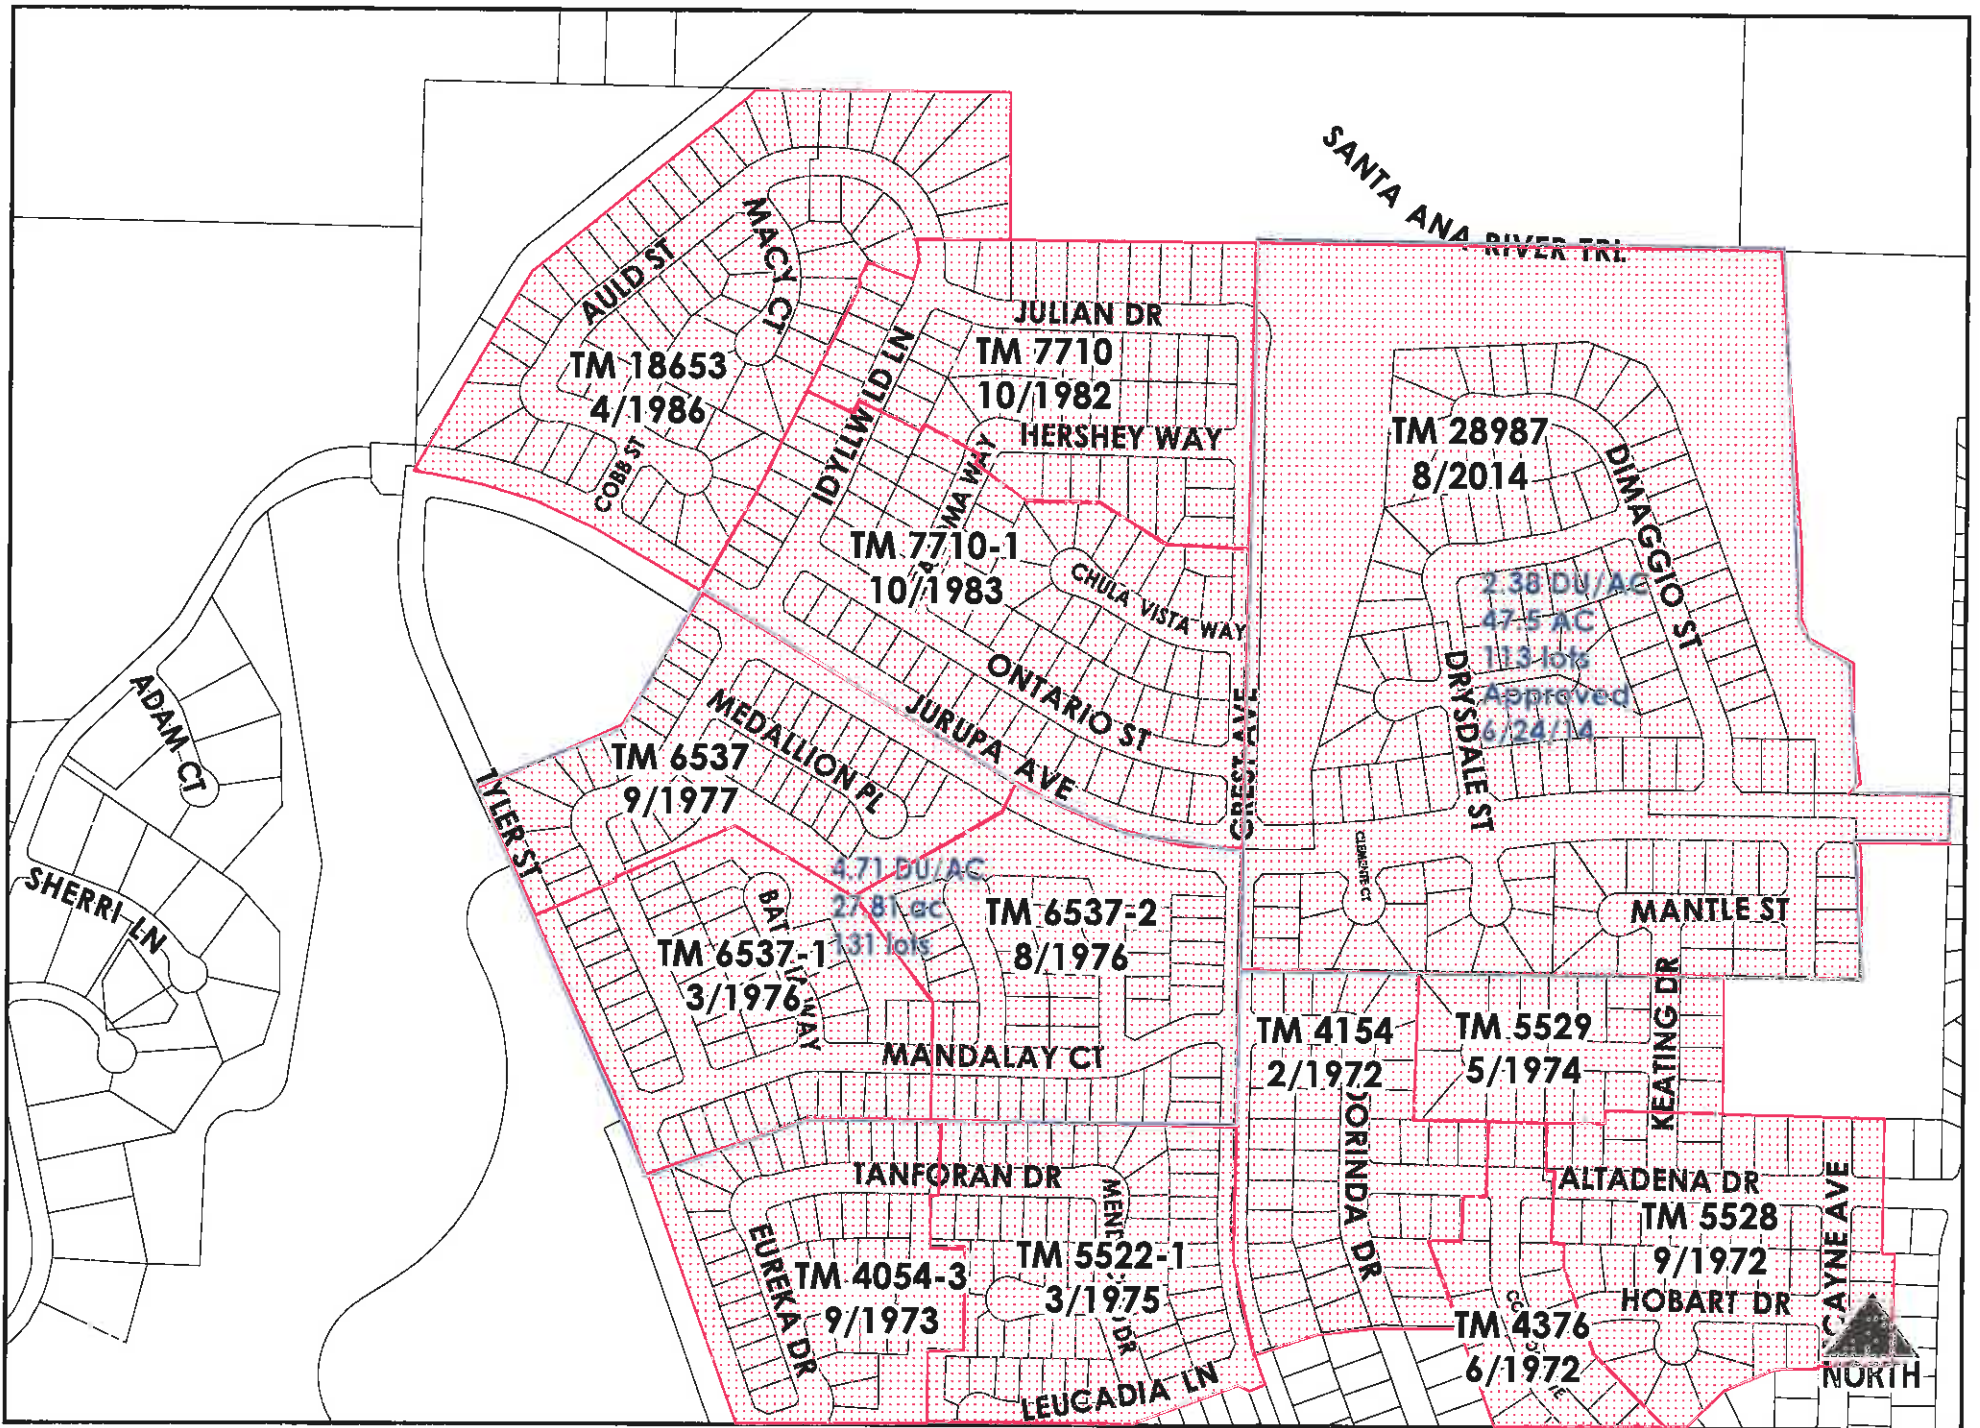 SANTA ANA RIVER TRL
MACY CT
AULD ST
JULIAN DR
TM 7710
10/1982
TM 18653
4/1986
IDYLLWILD LN
HERSHEY WAY
TM 28987
8/2014
COBB ST
MA WAY
DIMAGGIO ST
TM 7710-1
10/1983
CHULA VISTA WAY
2.38 DU/AC
47.5 AC
113 lots
Approved
6/24/14
ONTARIO ST
DRYSDALE ST
ADAM CT
MEDALLION PL
JURUPA AVE
CREST AVE
TM 6537
9/1977
TYLER ST
4.71 DU/AC
27.81 ac
131 lots
SHERRI LN
TM 6537-2
8/1976
MANTLE ST
TM 6537-1
3/1976
WAY
MANDALAY CT
TM 4154
2/1972
TM 5529
5/1974
KEATING DR
DORINDA DR
TANFORAN DR
ALTADENA DR
TM 5528
9/1972
CAYNE AVE
EUREKA DR
TM 4054-3
9/1973
TM 5522-1
3/1975
DR
HOBART DR
TM 4376
6/1972
LEUCADIA LN
NORTH